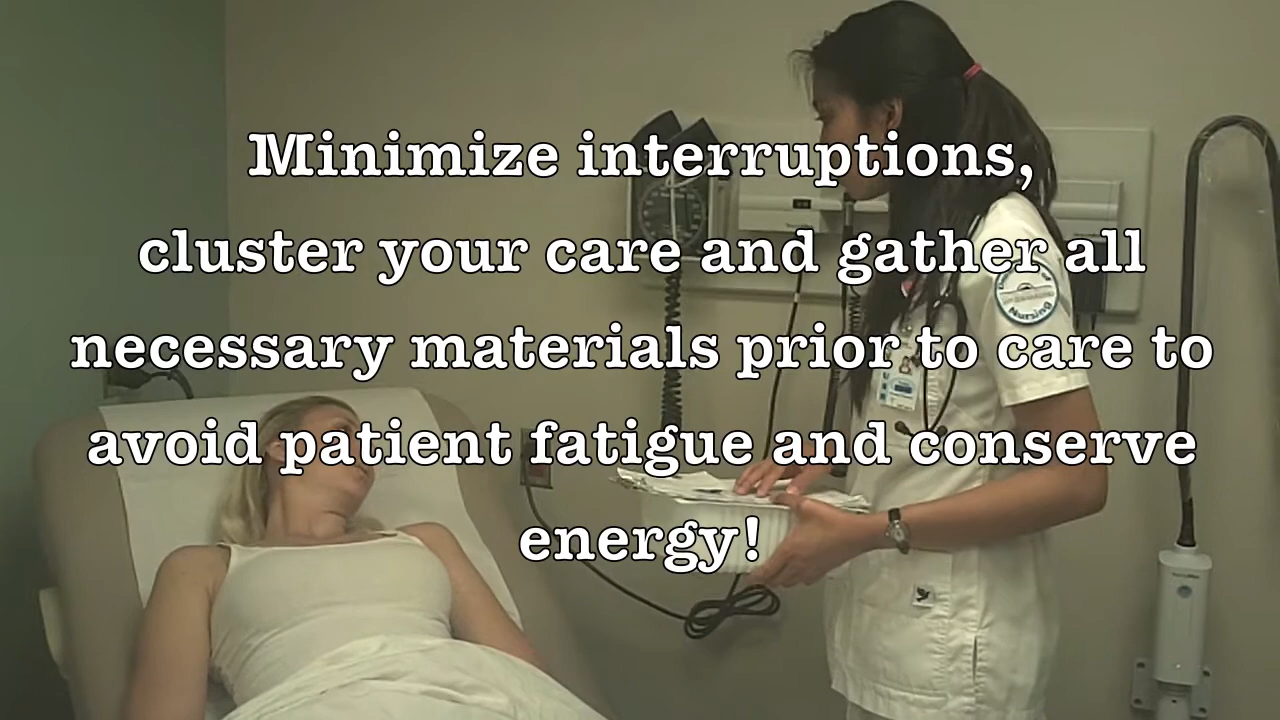 Minimize interruptions,
cluster your care and gather all
necessary materials prior to care to
avoid patient fatigue and conserve
energy!
Nursing